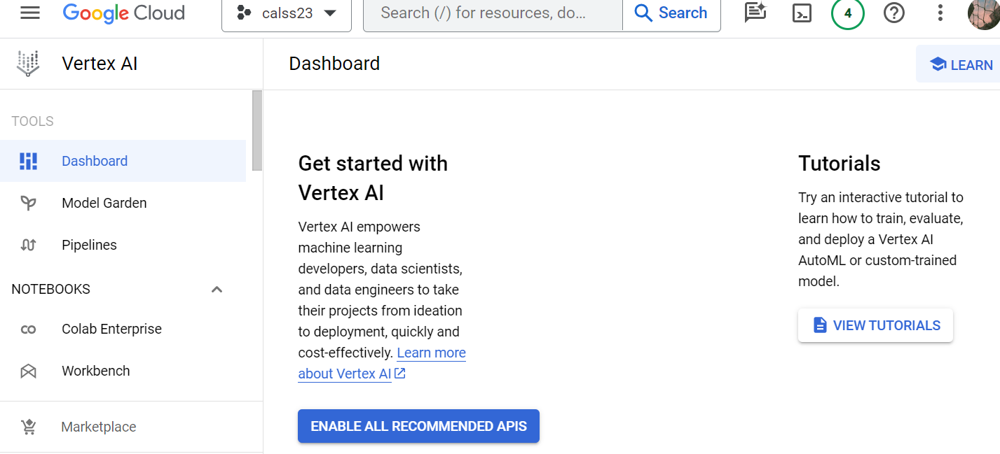 Google Cloud
calss23
Search (/) for resources, do...
Search
4
Vertex AI
Dashboard
LEARN
TOOLS
Dashboard
Model Garden
Pipelines
NOTEBOOKS
Colab Enterprise
Workbench
Marketplace
Get started with
Vertex AI
Vertex AI empowers
machine learning
developers, data scientists,
and data engineers to take
their projects from ideation
to deployment, quickly and
cost-effectively. Learn more
about Vertex AI
ENABLE ALL RECOMMENDED APIS
Tutorials
Try an interactive tutorial to
learn how to train, evaluate,
and deploy a Vertex AI
AutoML or custom-trained
model.
VIEW TUTORIALS